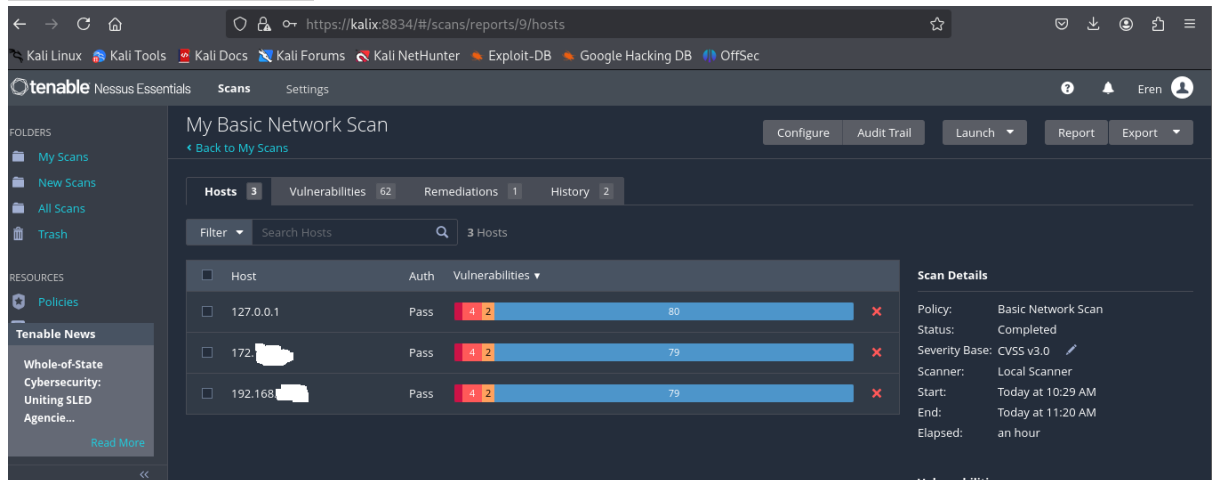 https://kalix:8834/#/scans/reports/9/hosts
Kali Linux Kali Tools Kali Docs Kali Forums Kali NetHunter Exploit-DB Google Hacking DB OffSec
tenable Nessus Essentials Scans Settings Eren
FOLDERS
My Scans
New Scans
All Scans
Trash
RESOURCES
Policies
Tenable News
Whole-of-State
Cybersecurity:
Uniting SLED
Agencie...
Read More
My Basic Network Scan
Back to My Scans
Configure Audit Trail Launch Report Export
Hosts 3 Vulnerabilities 62 Remediations 1 History 2
Filter Search Hosts 3 Hosts
Host Auth Vulnerabilities
127.0.0.1 Pass 4 2 80
172. Pass 4 2 79
192.168. Pass 4 2 79
Scan Details
Policy: Basic Network Scan
Status: Completed
Severity Base: CVSS v3.0
Scanner: Local Scanner
Start: Today at 10:29 AM
End: Today at 11:20 AM
Elapsed: an hour